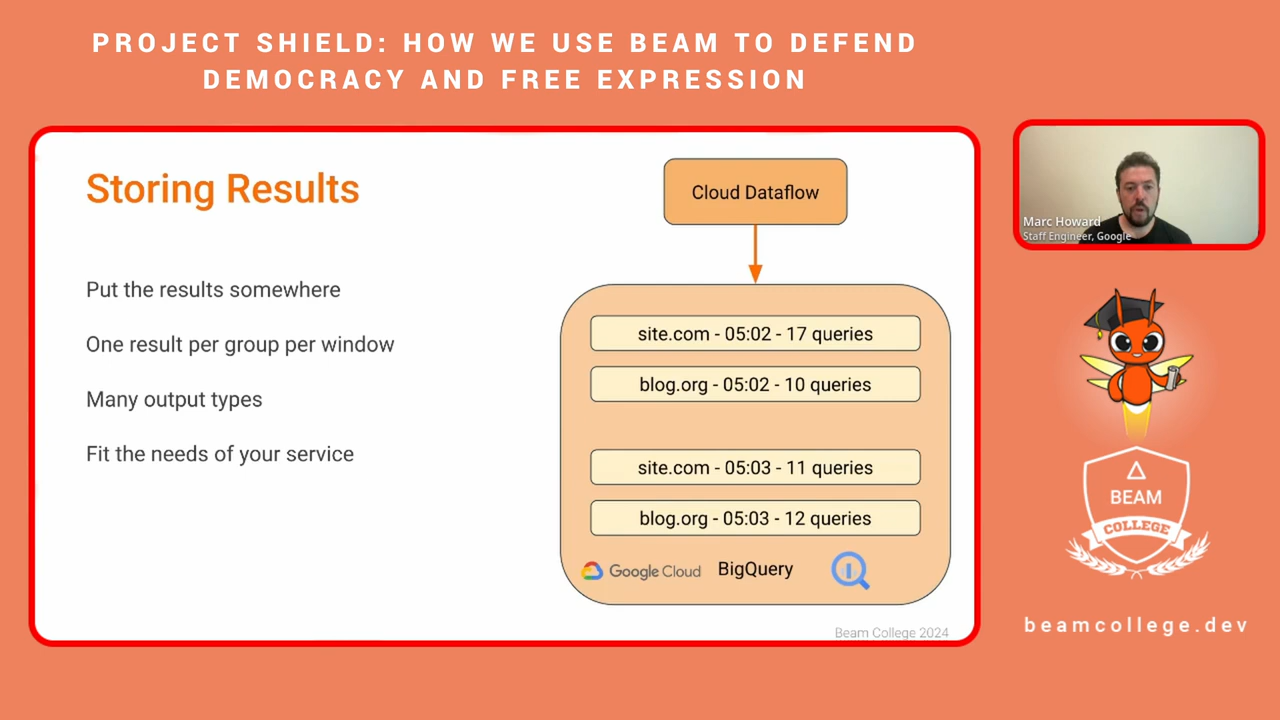 PROJECT SHIELD: HOW WE USE BEAM TO DEFEND
DEMOCRACY AND FREE EXPRESSION
Storing Results
Put the results somewhere
One result per group per window
Many output types
Fit the needs of your service
Cloud Dataflow
site.com - 05:02 - 17 queries
blog.org - 05:02 - 10 queries
site.com - 05:03 - 11 queries
blog.org - 05:03 - 12 queries
Google Cloud BigQuery
Beam College 2024
Marc Howard
Staff Engineer, Google
BEAM
COLLEGE
beamcollege.dev